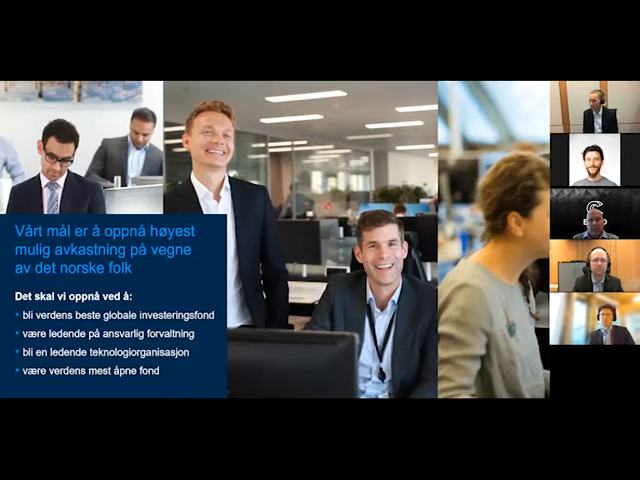 Vårt mål er å oppnå høyest
mulig avkastning på vegne
av det norske folk
Det skal vi oppnå ved å:
bli verdens beste globale investeringsfond
være ledende på ansvarlig forvaltning
bli en ledende teknologiorganisasjon
være verdens mest åpne fond